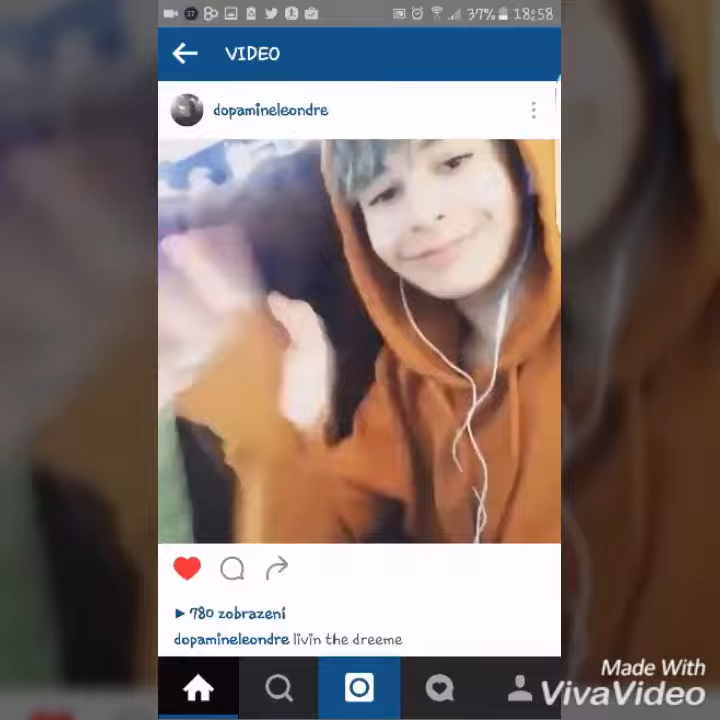 37% 18:58
VIDEO
dopamineleondre
780 zobrazení
dopamineleondre livin the dreeme
Made With
VivaVideo